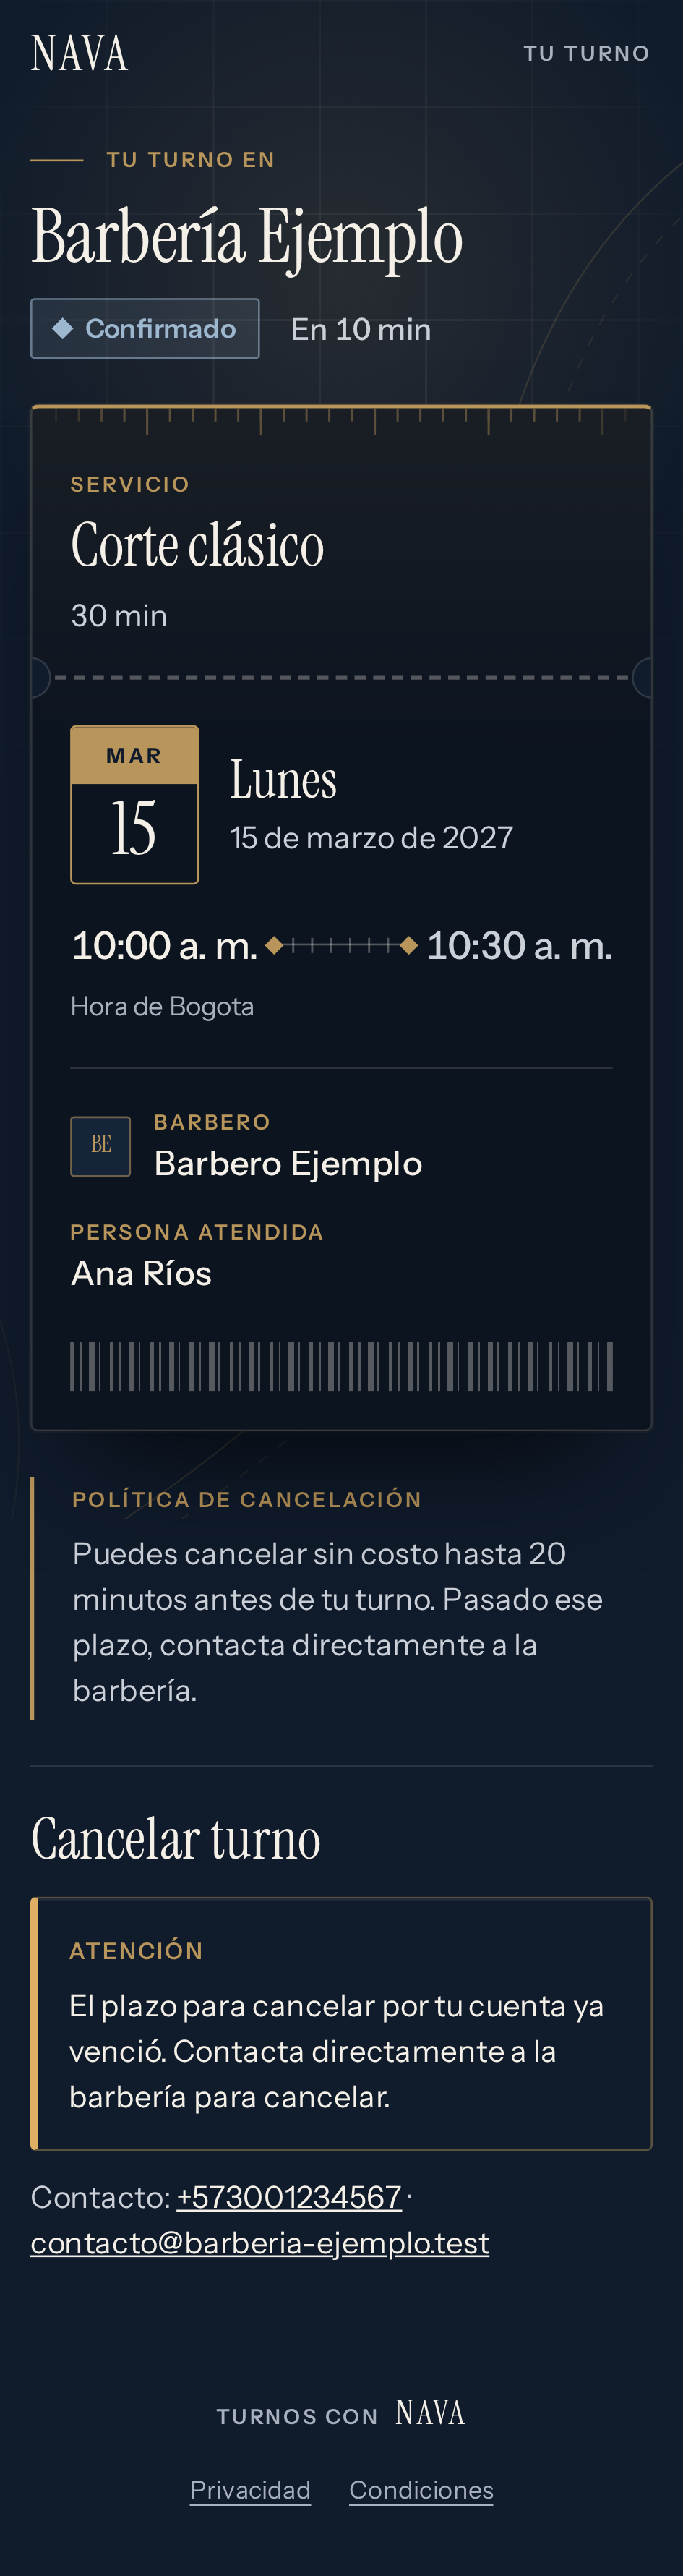 NAVA
TU TURNO
TU TURNO EN
Barbería Ejemplo
Confirmado
En 10 min
SERVICIO
Corte clásico
30 min
MAR
15
Lunes
15 de marzo de 2027
10:00 a. m.
10:30 a. m.
Hora de Bogota
BE
BARBERO
Barbero Ejemplo
PERSONA ATENDIDA
Ana Ríos
POLÍTICA DE CANCELACIÓN
Puedes cancelar sin costo hasta 20
minutos antes de tu turno. Pasado ese
plazo, contacta directamente a la
barbería.
Cancelar turno
ATENCIÓN
El plazo para cancelar por tu cuenta ya
venció. Contacta directamente a la
barbería para cancelar.
Contacto: +573001234567 ·
contacto@barberia-ejemplo.test
TURNOS CON NAVA
Privacidad
Condiciones